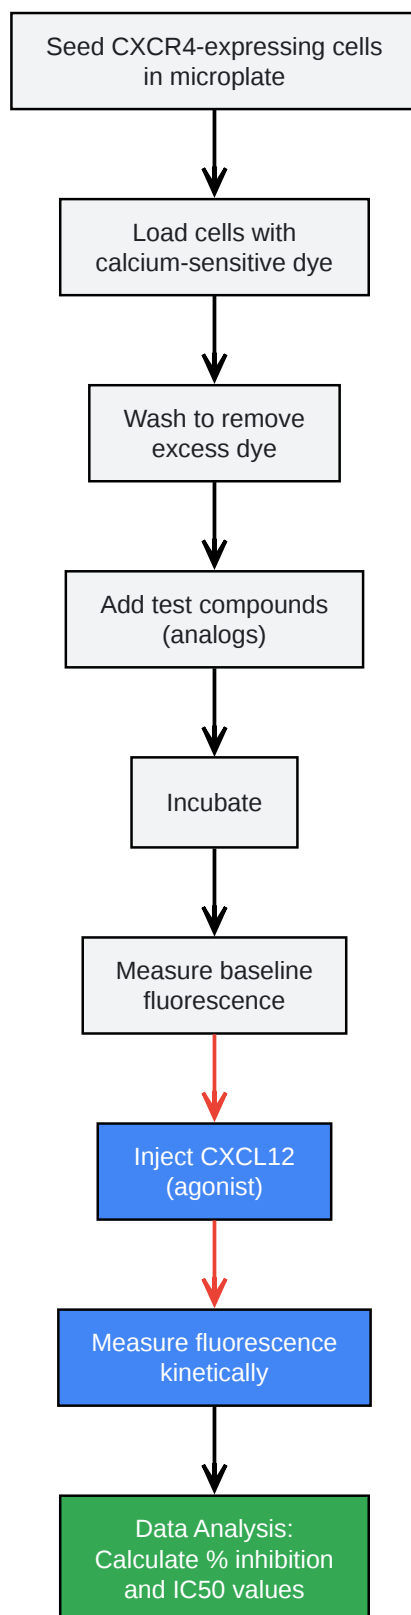 Seed CXCR4-expressing cells
in microplate
Load cells with
calcium-sensitive dye
Wash to remove
excess dye
Add test compounds
(analogs)
Incubate
Measure baseline
fluorescence
Inject CXCL12
(agonist)
Measure fluorescence
kinetically
Data Analysis:
Calculate % inhibition
and IC50 values